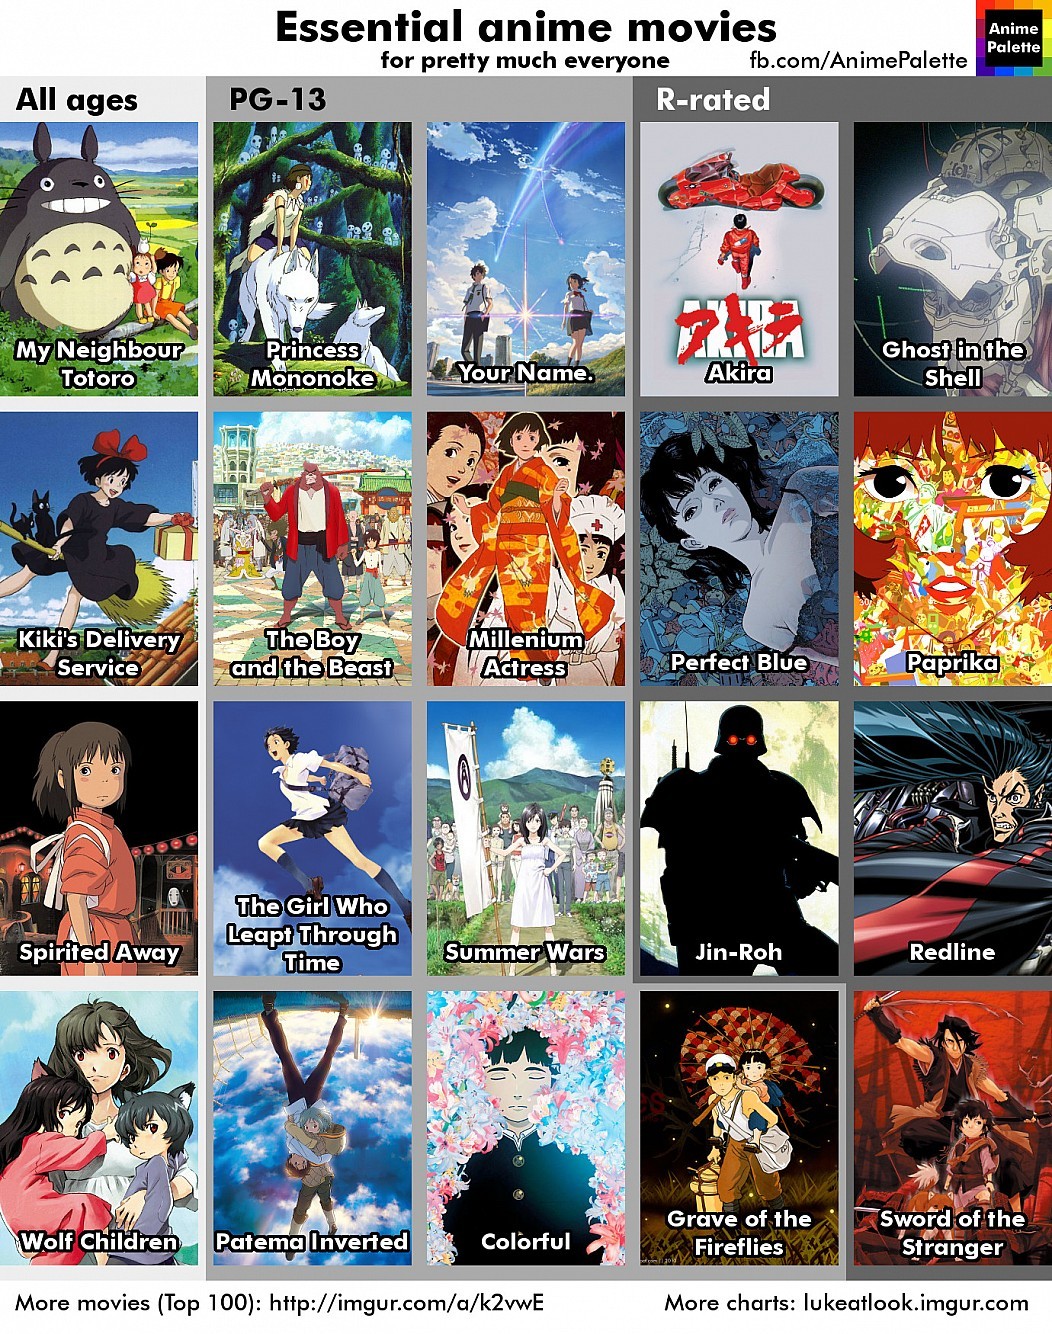 Essential anime movies
for pretty much everyone
fb.com/AnimePalette
Anime
Palette
All ages
PG-13
R-rated
My Neighbour
Totoro
Princess
Mononoke
Your Name.
アキラ
AKIRA
Akira
Ghost in the
Shell
Kiki's Delivery
Service
The Boy
and the Beast
Millenium
Actress
Perfect Blue
Paprika
Spirited Away
The Girl Who
Leapt Through
Time
Summer Wars
Jin-Roh
Redline
Wolf Children
Patema Inverted
Colorful
Grave of the
Fireflies
Sword of the
Stranger
More movies (Top 100): http://imgur.com/a/k2vwE
More charts: lukeatlook.imgur.com